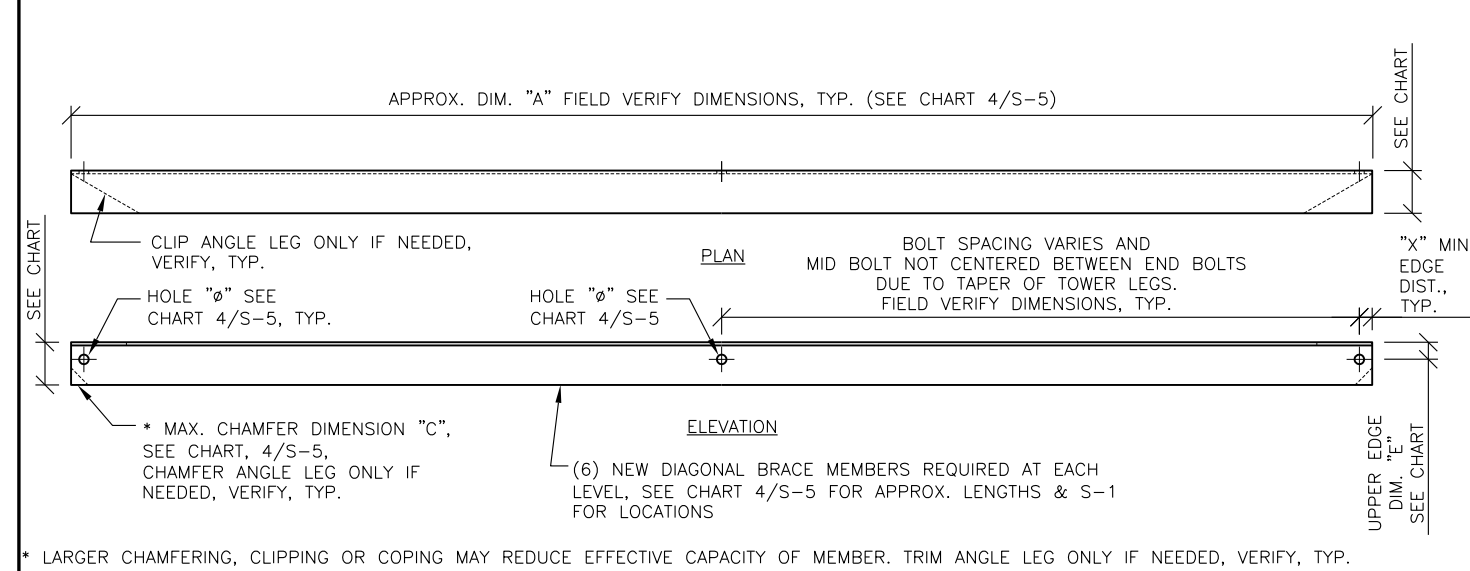 APPROX. DIM. "A" FIELD VERIFY DIMENSIONS, TYP. (SEE CHART 4/S-5)
SEE CHART
CLIP ANGLE LEG ONLY IF NEEDED,
VERIFY, TYP.
PLAN
BOLT SPACING VARIES AND
MID BOLT NOT CENTERED BETWEEN END BOLTS
DUE TO TAPER OF TOWER LEGS.
FIELD VERIFY DIMENSIONS, TYP.
"X" MIN
EDGE
DIST.,
TYP.
SEE CHART
HOLE "ø" SEE
CHART 4/S-5, TYP.
HOLE "ø" SEE
CHART 4/S-5
* MAX. CHAMFER DIMENSION "C",
SEE CHART, 4/S-5,
CHAMFER ANGLE LEG ONLY IF
NEEDED, VERIFY, TYP.
ELEVATION
(6) NEW DIAGONAL BRACE MEMBERS REQUIRED AT EACH
LEVEL, SEE CHART 4/S-5 FOR APPROX. LENGTHS & S-1
FOR LOCATIONS
UPPER EDGE
DIM. "E"
SEE CHART
* LARGER CHAMFERING, CLIPPING OR COPING MAY REDUCE EFFECTIVE CAPACITY OF MEMBER. TRIM ANGLE LEG ONLY IF NEEDED, VERIFY, TYP.